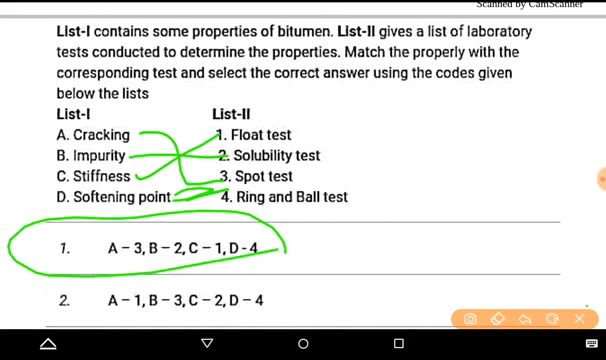 Scanned by CamScanner
List-I contains some properties of bitumen. List-II gives a list of laboratory
tests conducted to determine the properties. Match the properly with the
corresponding test and select the correct answer using the codes given
below the lists
List-I List-II
A. Cracking 1. Float test
B. Impurity 2. Solubility test
C. Stiffness 3. Spot test
D. Softening point 4. Ring and Ball test
1. A – 3, B – 2, C – 1, D - 4
2. A – 1, B – 3, C – 2, D – 4